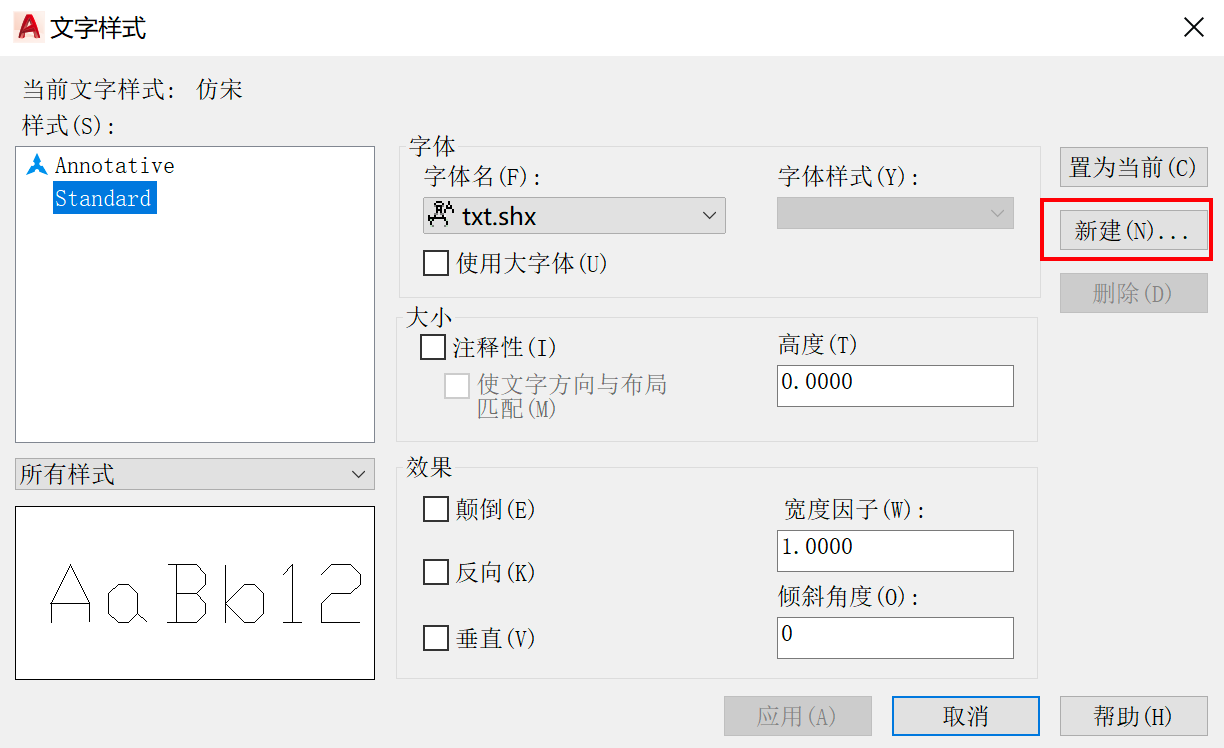 文字样式
当前文字样式： 仿宋
样式(S)：
Annotative
Standard
所有样式
AaBb12
字体
字体名(F)：
txt.shx
使用大字体(U)
字体样式(Y)：
大小
注释性(I)
使文字方向与布局
匹配(M)
高度(T)
0.0000
效果
颠倒(E)
反向(K)
垂直(V)
宽度因子(W)：
1.0000
倾斜角度(O)：
0
置为当前(C)
新建(N)...
删除(D)
应用(A)
取消
帮助(H)